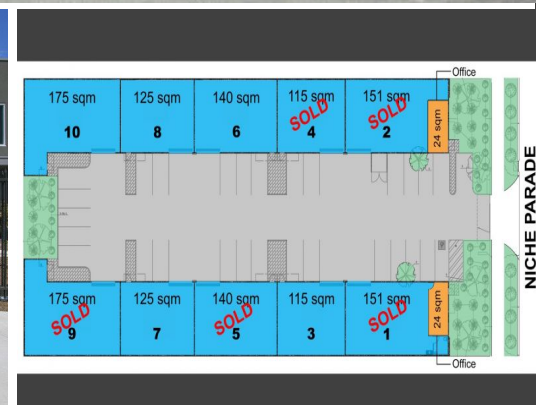 Office
175 sqm
10
125 sqm
8
140 sqm
6
115 sqm
SOLD
4
151 sqm
SOLD
2
24 sqm
NICHE PARADE
175 sqm
SOLD
9
125 sqm
7
140 sqm
SOLD
5
115 sqm
3
151 sqm
SOLD
1
24 sqm
Office